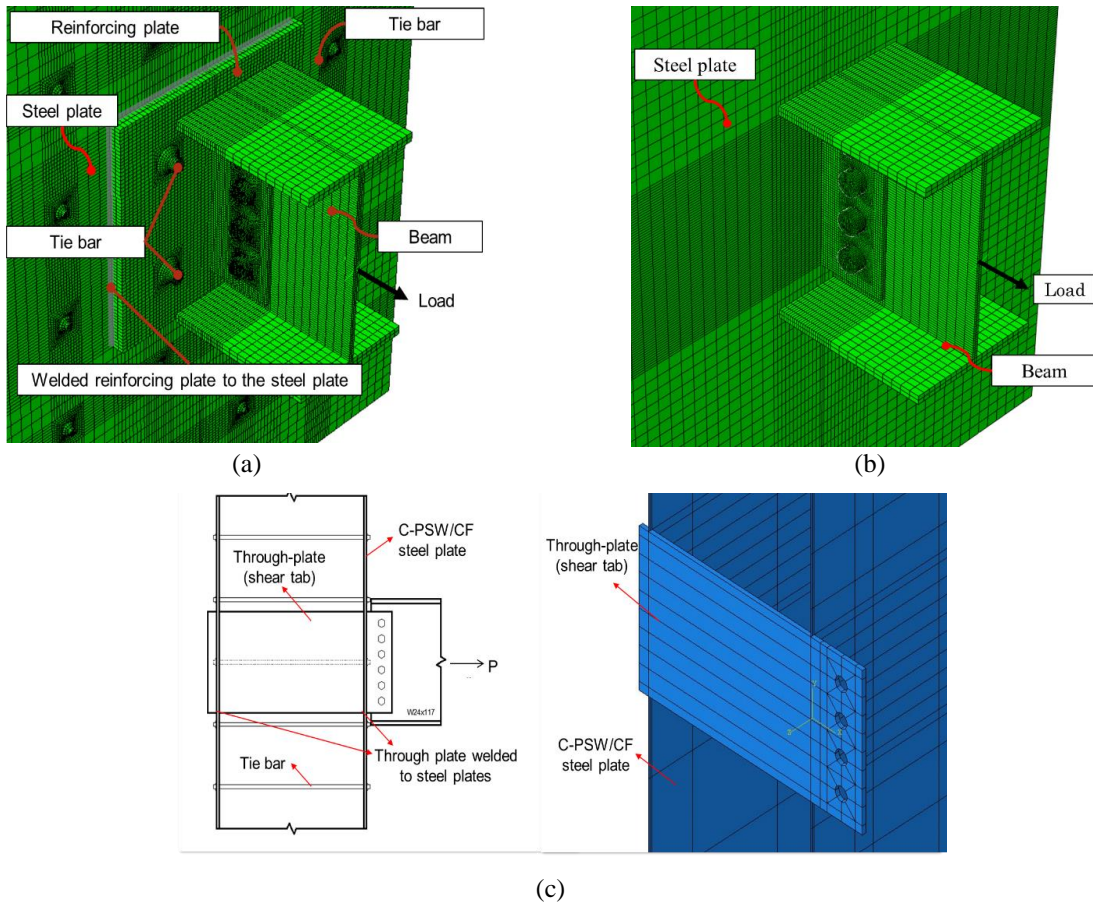 Reinforcing plate
Tie bar
Steel plate
Tie bar
Beam
Load
Welded reinforcing plate to the steel plate
(a)
Steel plate
Load
Beam
(b)
C-PSW/CF
steel plate
Through-plate
(shear tab)
P
W24x117
Through plate welded
to steel plates
Tie bar
Through-plate
(shear tab)
C-PSW/CF
steel plate
(c)